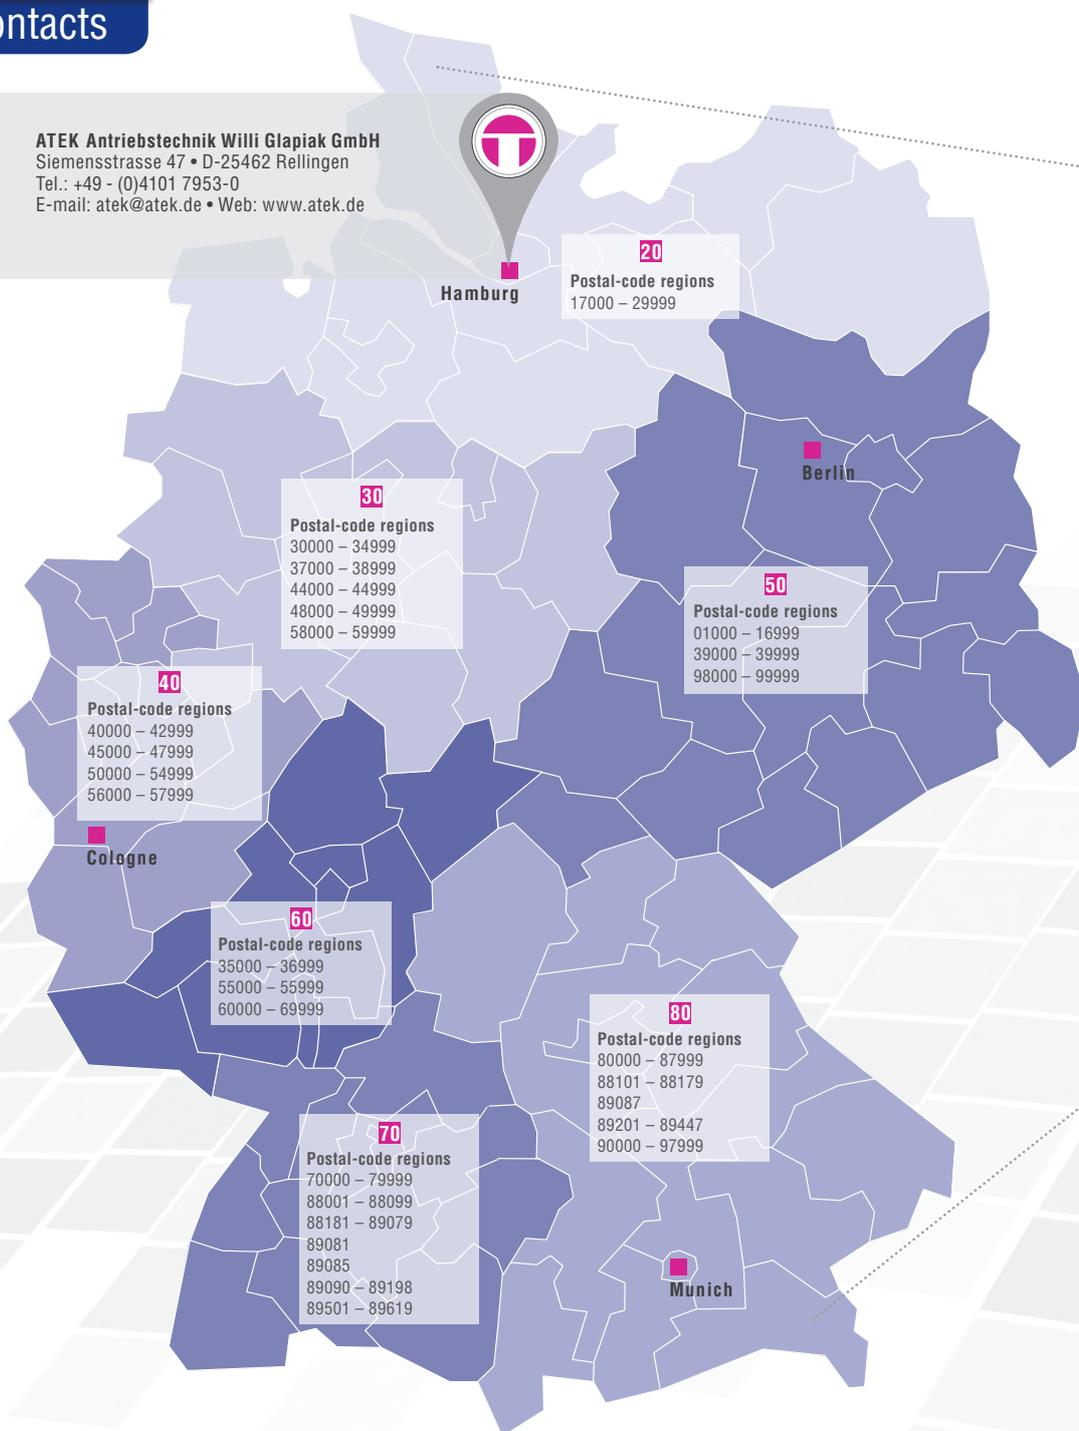 ontacts
ATEK Antriebstechnik Willi Glapiak GmbH
Siemensstrasse 47 • D-25462 Rellingen
Tel.: +49 - (0)4101 7953-0
E-mail: atek@atek.de • Web: www.atek.de
Hamburg
20
Postal-code regions
17000 – 29999
Berlin
30
Postal-code regions
30000 – 34999
37000 – 38999
44000 – 44999
48000 – 49999
58000 – 59999
50
Postal-code regions
01000 – 16999
39000 – 39999
98000 – 99999
40
Postal-code regions
40000 – 42999
45000 – 47999
50000 – 54999
56000 – 57999
Cologne
60
Postal-code regions
35000 – 36999
55000 – 55999
60000 – 69999
80
Postal-code regions
80000 – 87999
88101 – 88179
89087
89201 – 89447
90000 – 97999
70
Postal-code regions
70000 – 79999
88001 – 88099
88181 – 89079
89081
89085
89090 – 89198
89501 – 89619
Munich